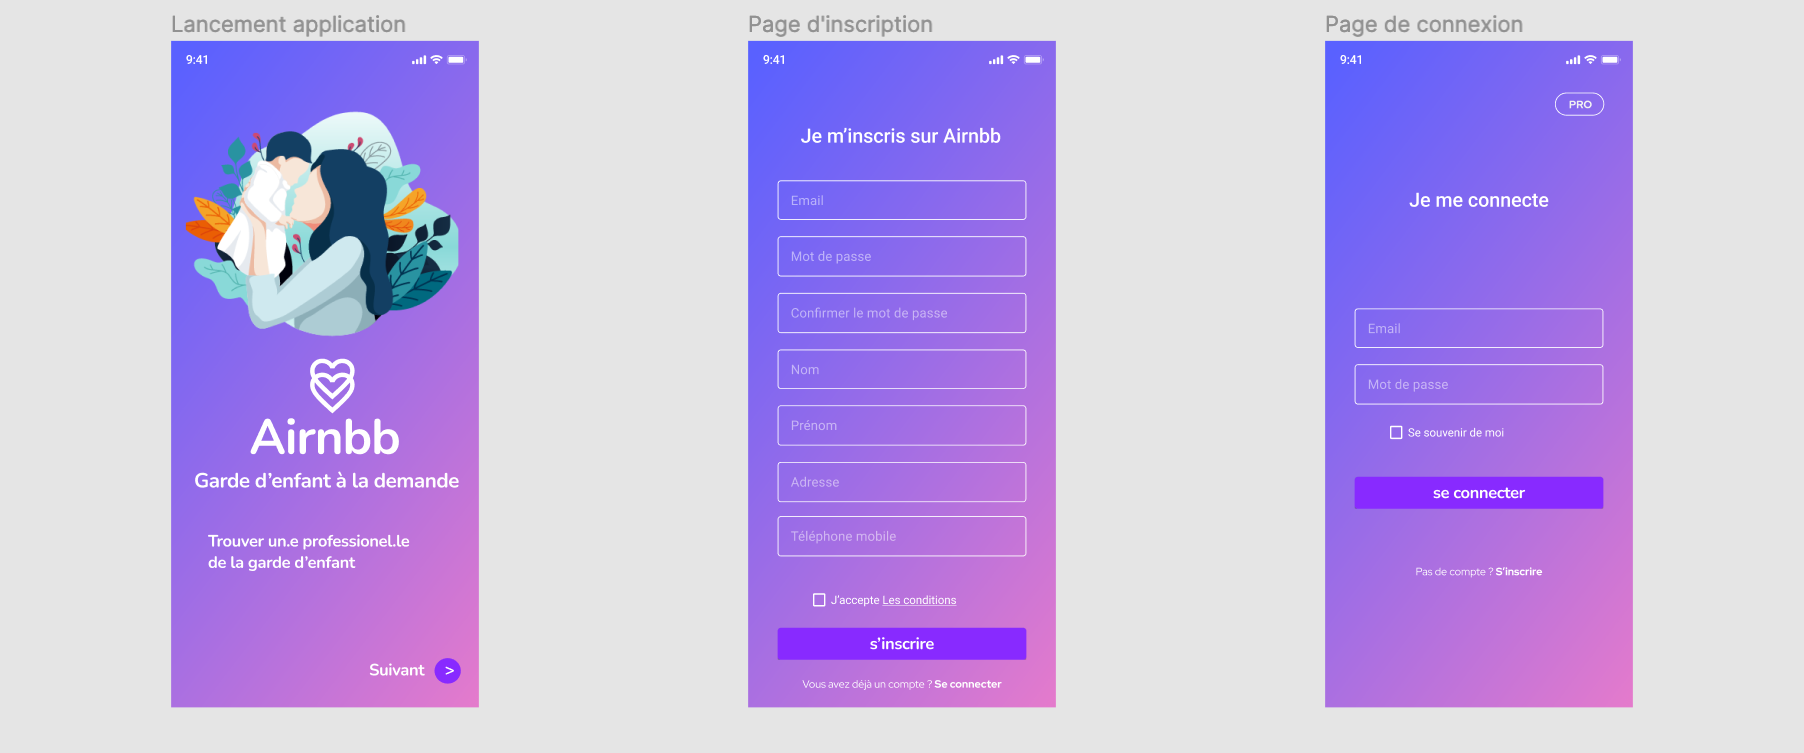 Lancement application
9:41
Airnbb
Garde d’enfant à la demande
Trouver un.e professionel.le
de la garde d’enfant
Suivant >
Page d'inscription
9:41
Je m’inscris sur Airnbb
Email
Mot de passe
Confirmer le mot de passe
Nom
Prénom
Adresse
Téléphone mobile
J’accepte Les conditions
s’inscrire
Vous avez déjà un compte ? Se connecter
Page de connexion
9:41
PRO
Je me connecte
Email
Mot de passe
Se souvenir de moi
se connecter
Pas de compte ? S’inscrire